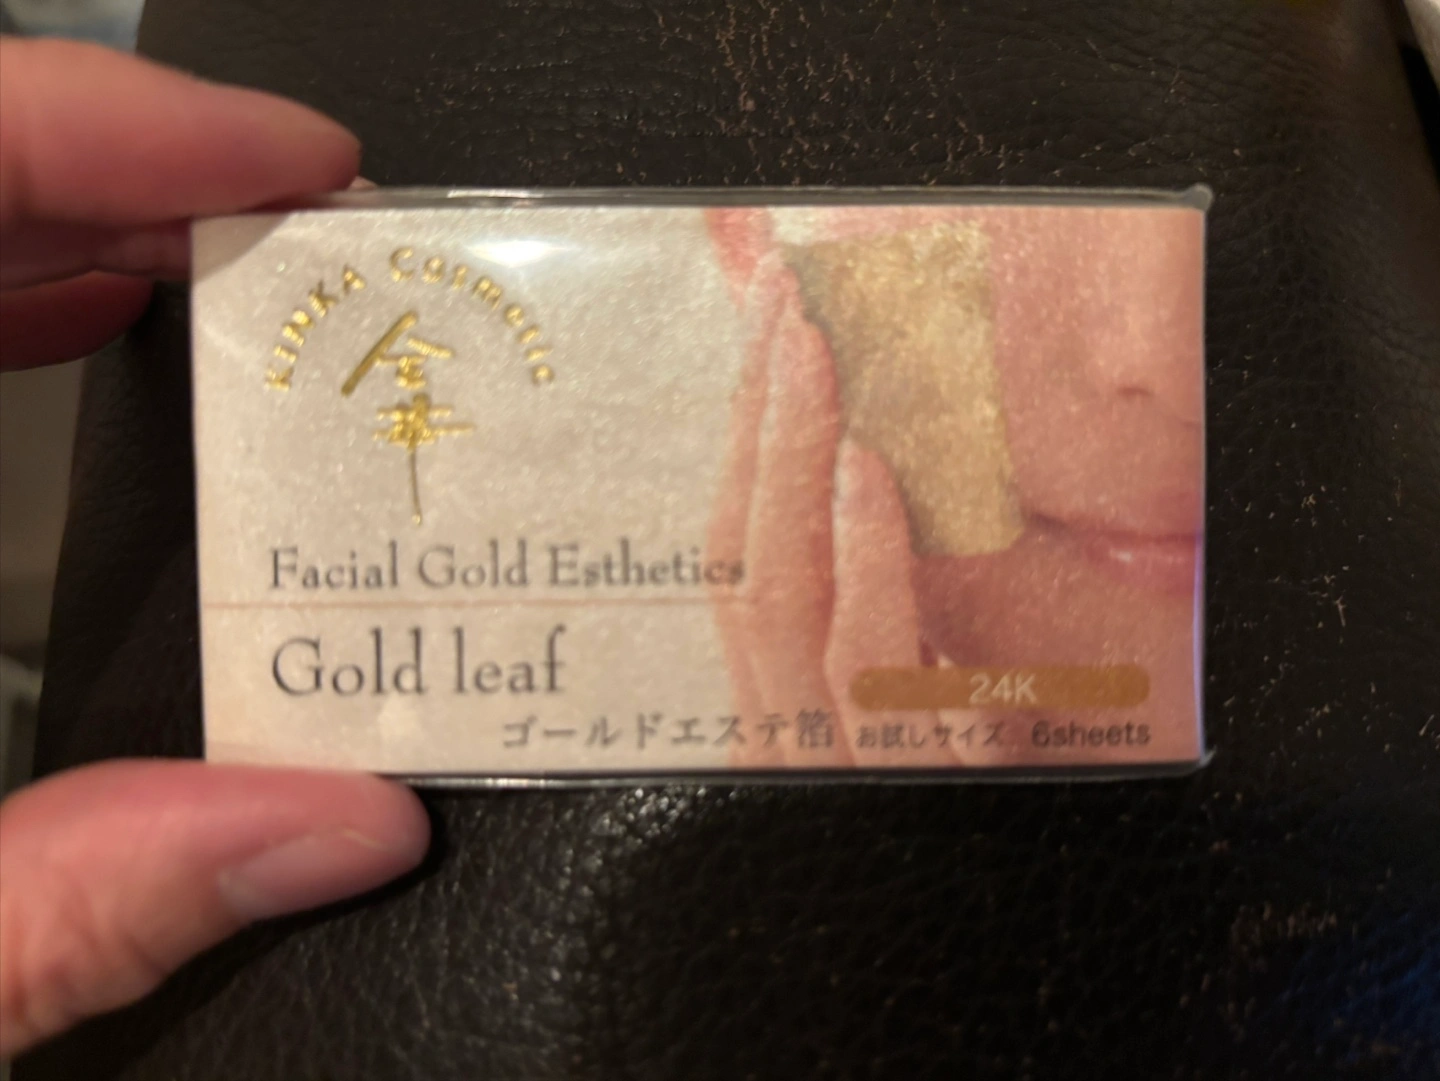 KINKA Cosmetic
金華
Facial Gold Esthetics
Gold leaf
24K
ゴールドエステ箔 お試しサイズ 6sheets